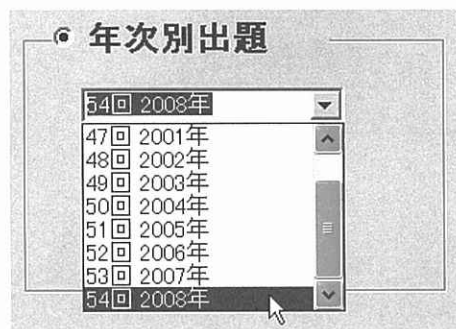 年次別出題
54回 2008年
47回 2001年
48回 2002年
49回 2003年
50回 2004年
51回 2005年
52回 2006年
53回 2007年
54回 2008年